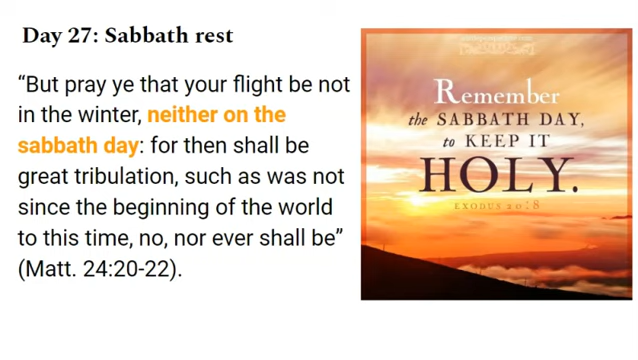 Day 27: Sabbath rest
“But pray ye that your flight be not
in the winter, neither on the
sabbath day: for then shall be
great tribulation, such as was not
since the beginning of the world
to this time, no, nor ever shall be”
(Matt. 24:20-22).
Remember
the SABBATH DAY,
to KEEP IT
HOLY.
EXODUS 20:8